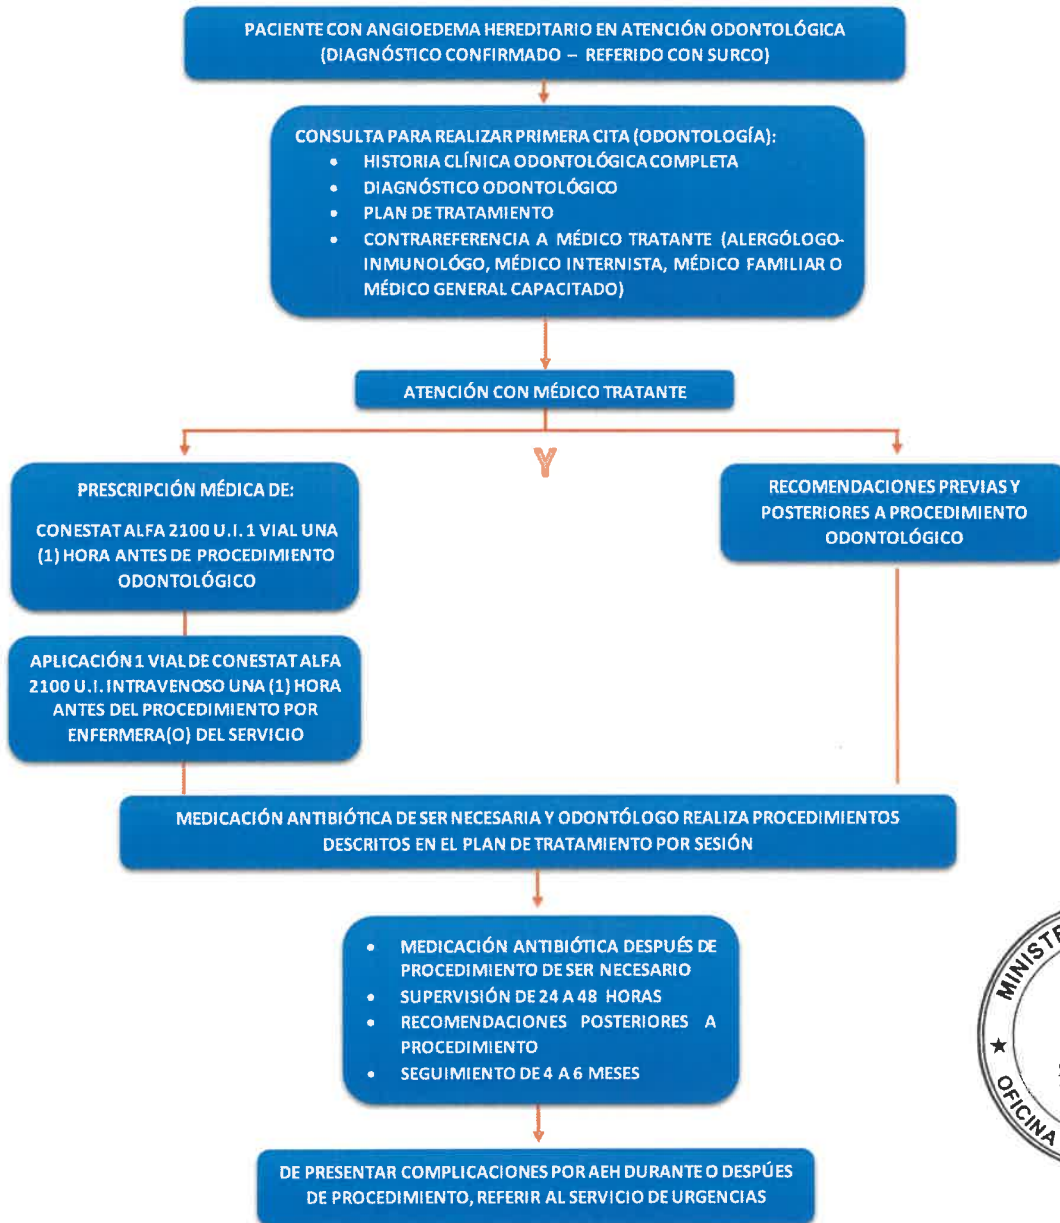 PACIENTE CON ANGIOEDEMA HEREDITARIO EN ATENCIÓN ODONTOLÓGICA
(DIAGNÓSTICO CONFIRMADO – REFERIDO CON SURCO)
CONSULTA PARA REALIZAR PRIMERA CITA (ODONTOLOGÍA):
• HISTORIA CLÍNICA ODONTOLÓGICA COMPLETA
• DIAGNÓSTICO ODONTOLÓGICO
• PLAN DE TRATAMIENTO
• CONTRAREFERENCIA A MÉDICO TRATANTE (ALERGÓLOGO-
INMUNOLÓGO, MÉDICO INTERNISTA, MÉDICO FAMILIAR O
MÉDICO GENERAL CAPACITADO)
ATENCIÓN CON MÉDICO TRATANTE
Y
PRESCRIPCIÓN MÉDICA DE:
CONESTAT ALFA 2100 U.I. 1 VIAL UNA
(1) HORA ANTES DE PROCEDIMIENTO
ODONTOLÓGICO
RECOMENDACIONES PREVIAS Y
POSTERIORES A PROCEDIMIENTO
ODONTOLÓGICO
APLICACIÓN 1 VIAL DE CONESTAT ALFA
2100 U.I. INTRAVENOSO UNA (1) HORA
ANTES DEL PROCEDIMIENTO POR
ENFERMERA(O) DEL SERVICIO
MEDICACIÓN ANTIBIÓTICA DE SER NECESARIA Y ODONTÓLOGO REALIZA PROCEDIMIENTOS
DESCRITOS EN EL PLAN DE TRATAMIENTO POR SESIÓN
• MEDICACIÓN ANTIBIÓTICA DESPUÉS DE
PROCEDIMIENTO DE SER NECESARIO
• SUPERVISIÓN DE 24 A 48 HORAS
• RECOMENDACIONES POSTERIORES A
PROCEDIMIENTO
• SEGUIMIENTO DE 4 A 6 MESES
DE PRESENTAR COMPLICACIONES POR AEH DURANTE O DESPÚES
DE PROCEDIMIENTO, REFERIR AL SERVICIO DE URGENCIAS
OFICINA